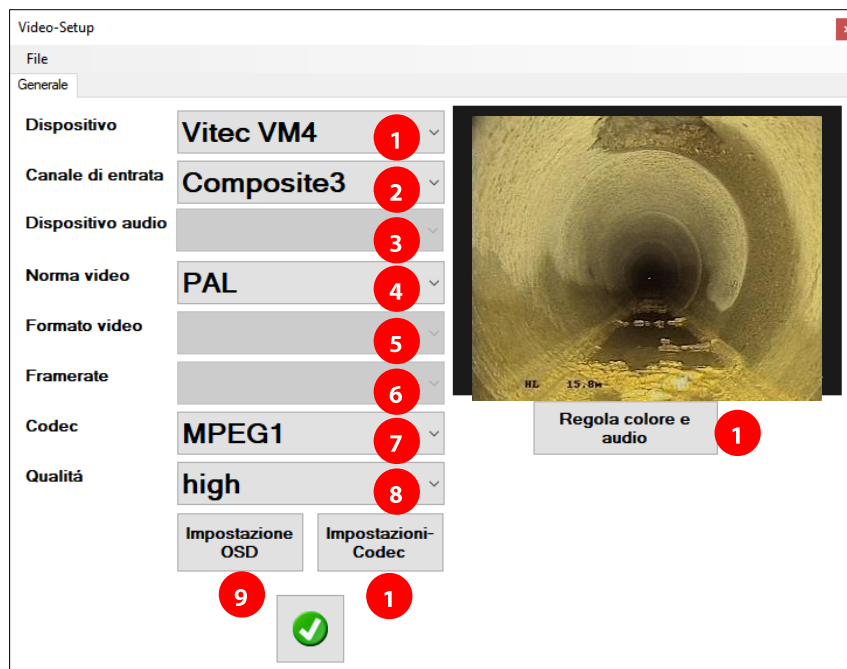 Video-Setup
File
Generale
Dispositivo
Vitec VM4
1
Canale di entrata
Composite3
2
Dispositivo audio
3
Norma video
PAL
4
Formato video
5
Framerate
6
Codec
MPEG1
7
Qualitá
high
8
Impostazione
OSD
Impostazioni-
Codec
9
1
HL 15.8m
Regola colore e
audio
1